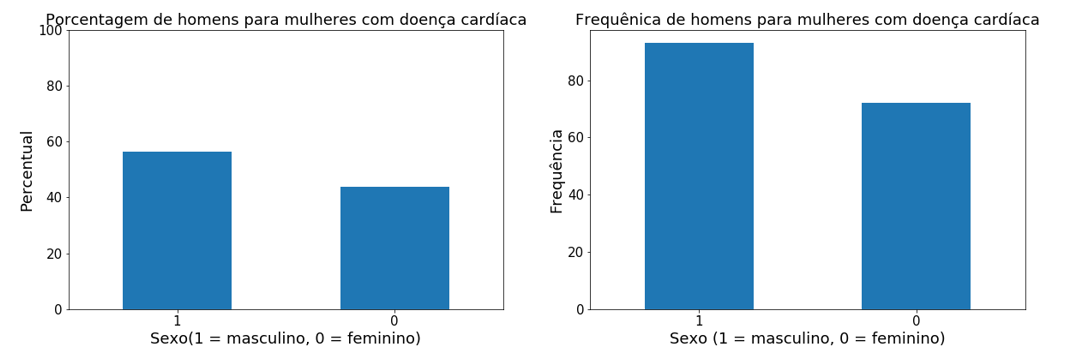 Porcentagem de homens para mulheres com doença cardíaca
100
80
60
40
20
0
Percentual
1
0
Sexo(1 = masculino, 0 = feminino)
Frequênica de homens para mulheres com doença cardíaca
80
60
40
20
0
Frequência
1
0
Sexo (1 = masculino, 0 = feminino)